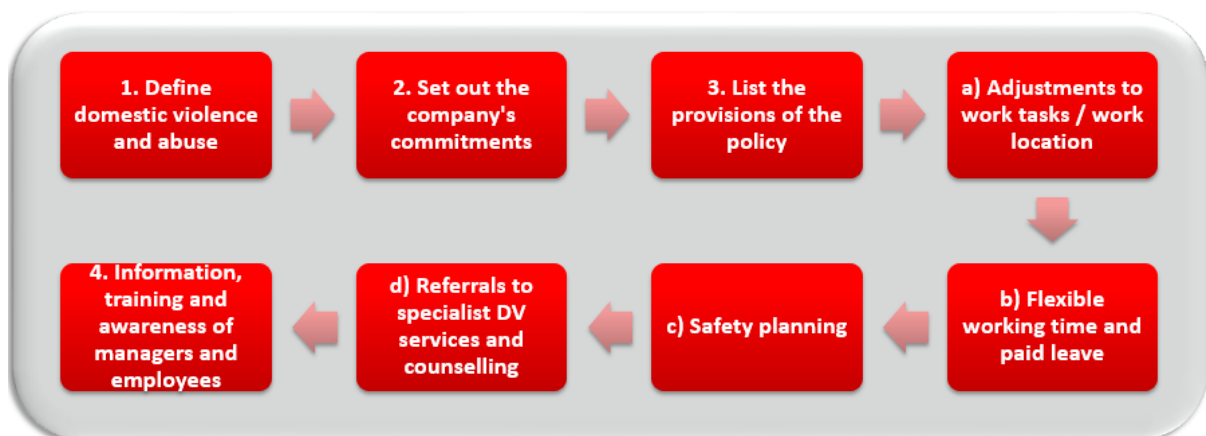 1. Define
domestic violence
and abuse
2. Set out the
company's
commitments
3. List the
provisions of the
policy
a) Adjustments to
work tasks / work
location
b) Flexible
working time and
paid leave
c) Safety planning
d) Referrals to
specialist DV
services and
counselling
4. Information,
training and
awareness of
managers and
employees